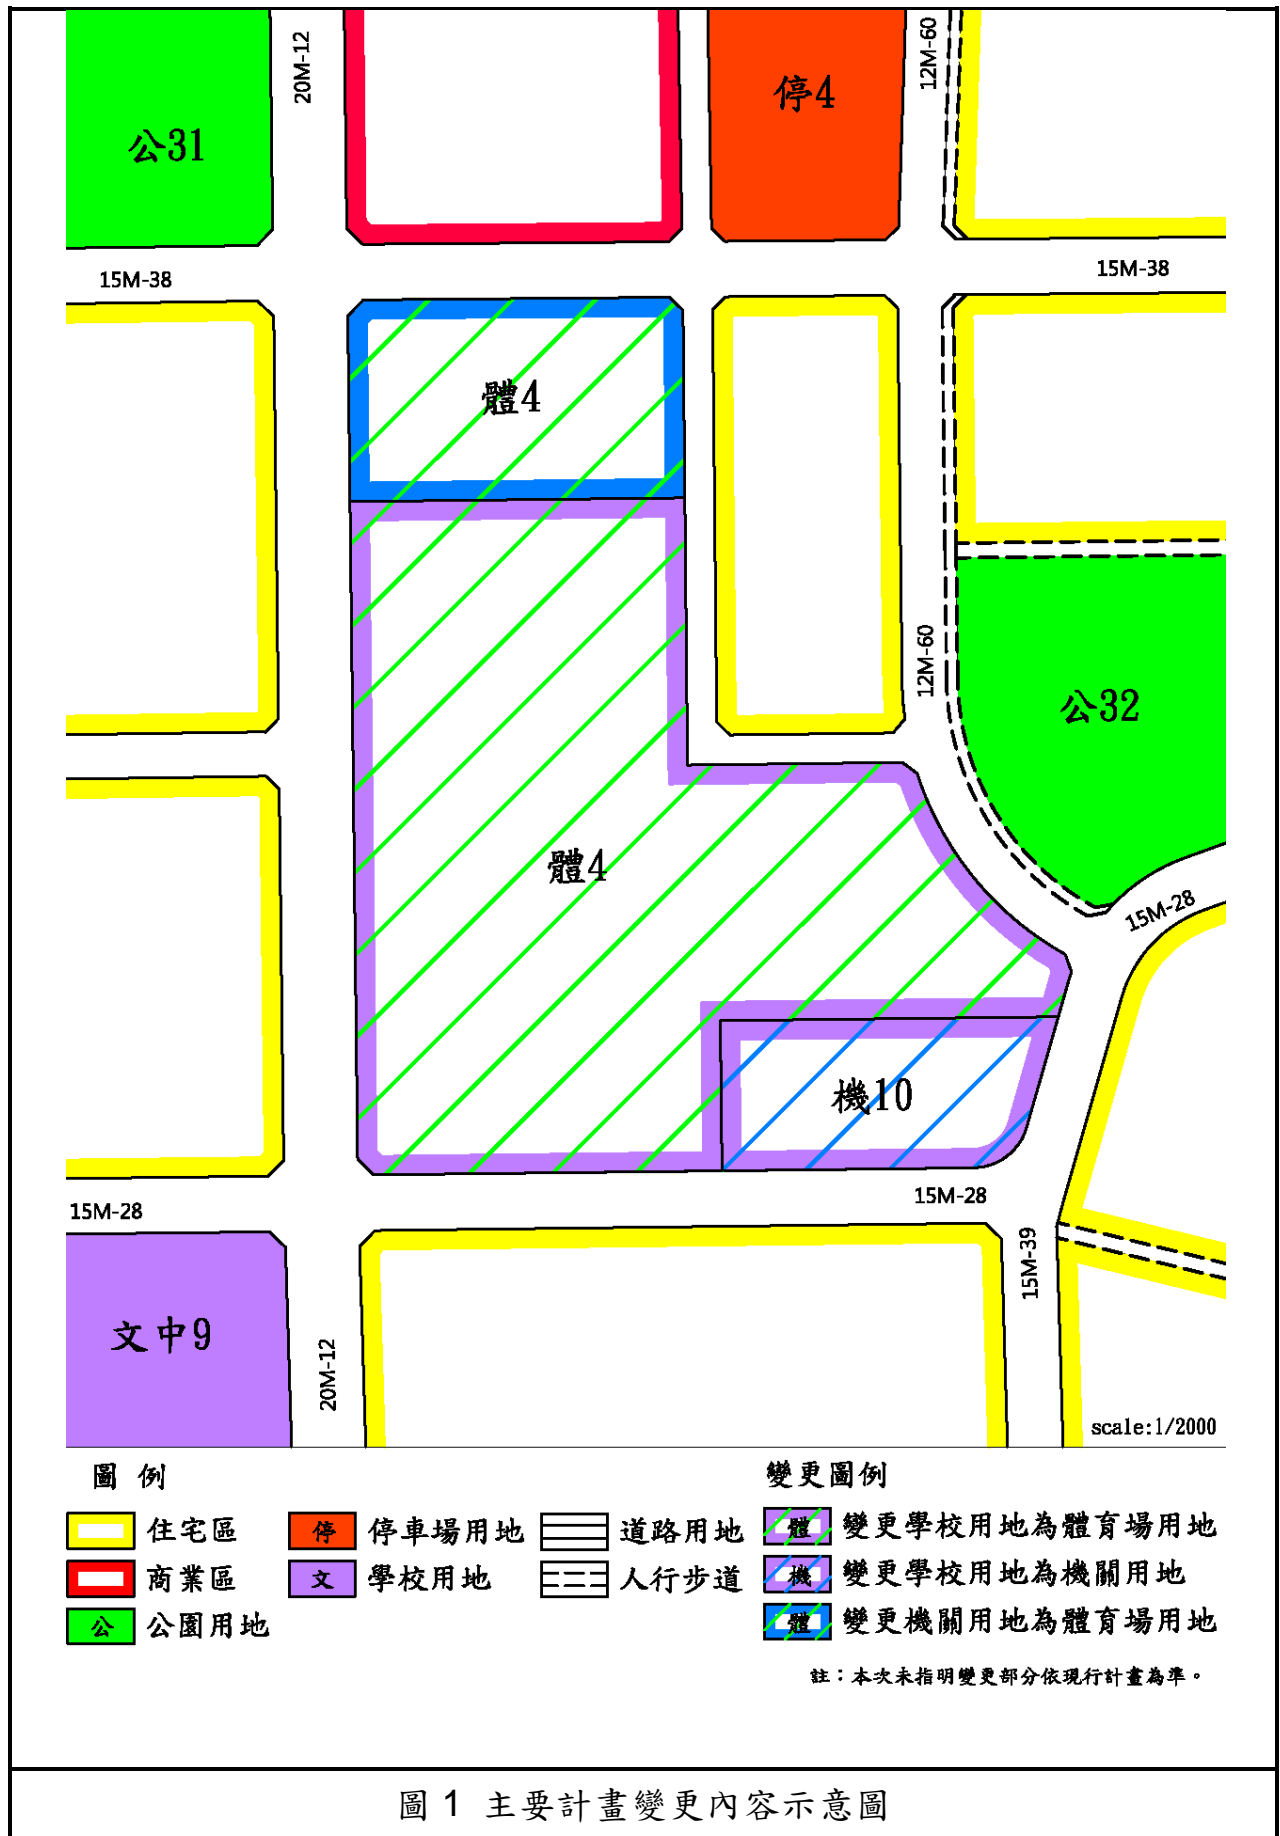 20M-12
12M-60
停4
公31
15M-38
15M-38
體4
12M-60
公32
體4
15M-28
機10
15M-28
15M-28
15M-39
文中9
20M-12
scale:1/2000
圖 例
變更圖例
住宅區
停 停車場用地
道路用地
體 變更學校用地為體育場用地
商業區
文 學校用地
人行步道
機 變更學校用地為機關用地
公 公園用地
體 變更機關用地為體育場用地
註：本次未指明變更部分依現行計畫為準。
圖 1 主要計畫變更內容示意圖